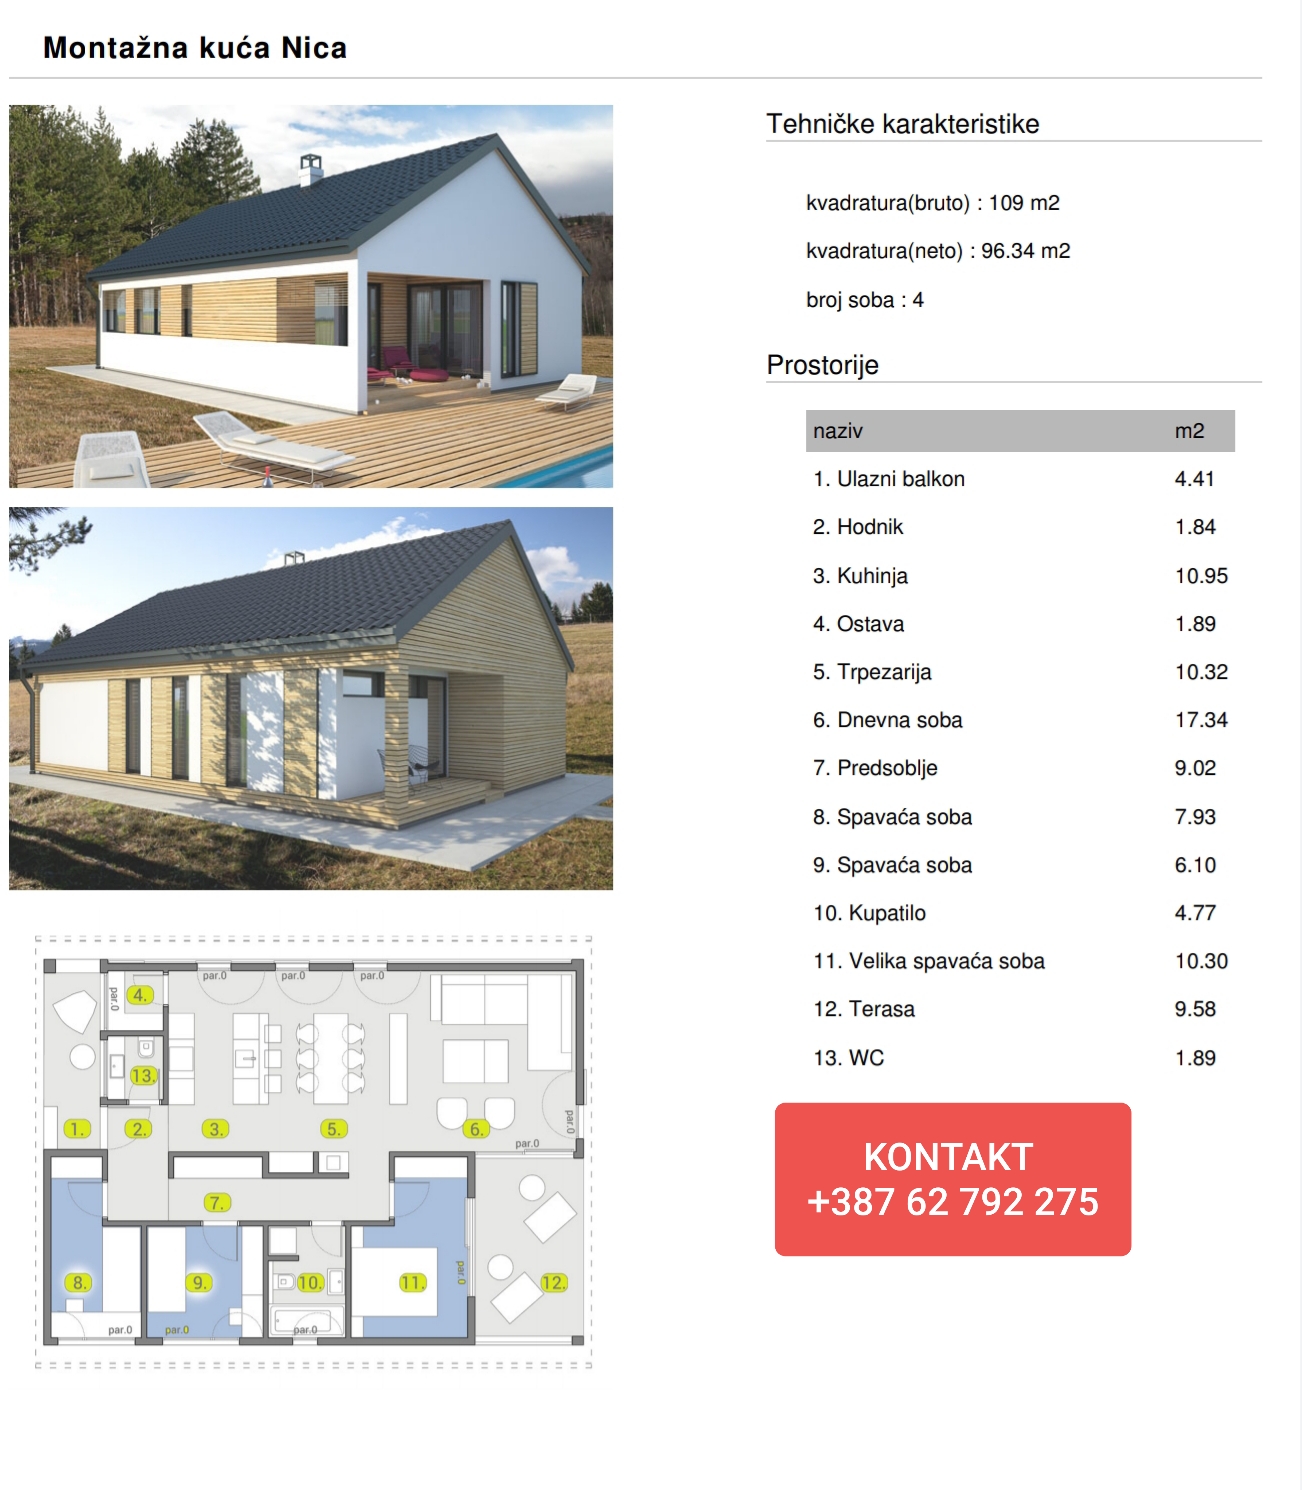 Montažna kuća Nica
Tehničke karakteristike
kvadratura(bruto) : 109 m2
kvadratura(neto) : 96.34 m2
broj soba : 4
Prostorije
naziv m2
1. Ulazni balkon 4.41
2. Hodnik 1.84
3. Kuhinja 10.95
4. Ostava 1.89
5. Trpezarija 10.32
6. Dnevna soba 17.34
7. Predsoblje 9.02
8. Spavaća soba 7.93
9. Spavaća soba 6.10
10. Kupatilo 4.77
11. Velika spavaća soba 10.30
12. Terasa 9.58
13. WC 1.89
KONTAKT
+387 62 792 275
par.0 par.0 par.0
par.0 4.
13.
1. 2. 3. 5. 6. par.0
par.0
7.
8. 9. 10. 11. par.0 12.
par.0 par.0 par.0